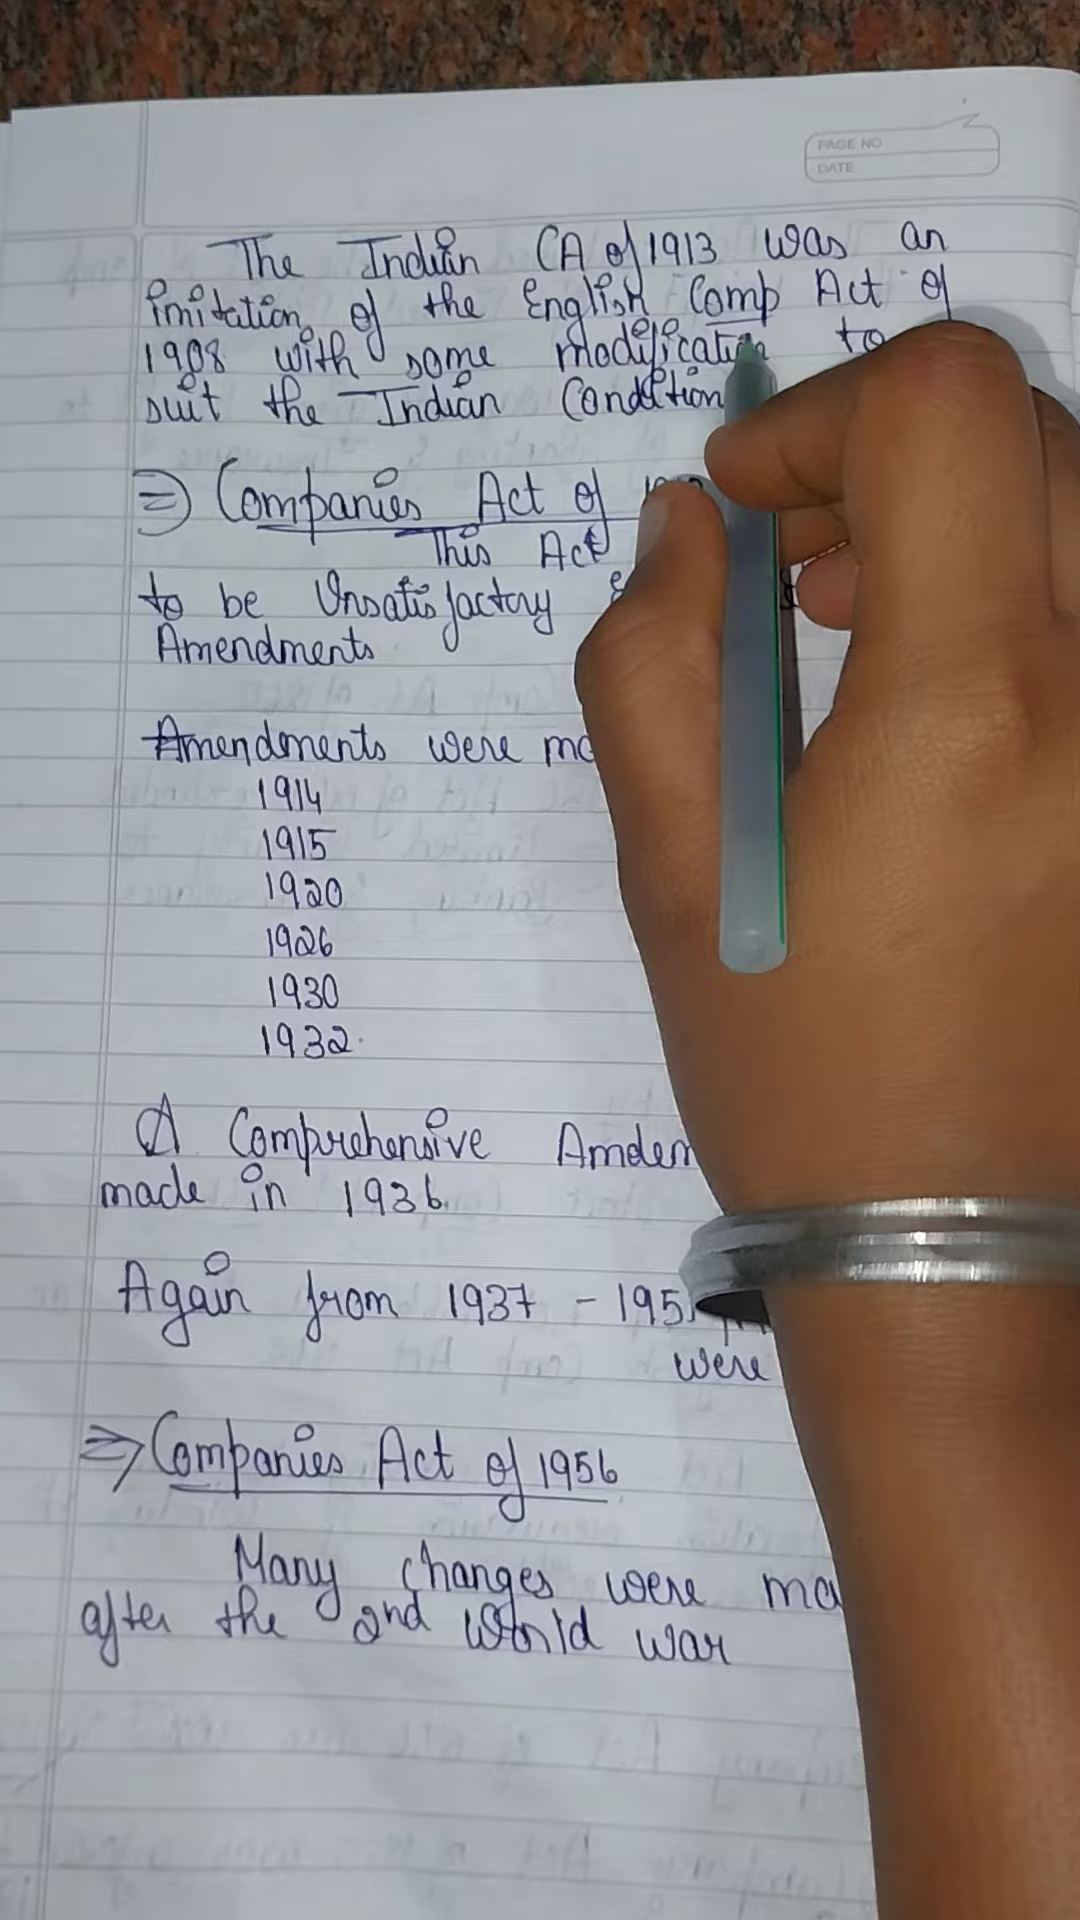 PAGE NO
DATE
The Indian CA of 1913 was an
imitation of the English Comp Act of
1908 with some modification to
suit the Indian Condition
⇒ Companies Act of
This Act
to be Unsatisfactory
Amendments
Amendments were
1914
1915
1920
1926
1930
1932.
A Comprehensive
made in 1936.
Again from 1937 -
were
⇒ Companies Act of 1956
Many changes were
after the 2nd World war